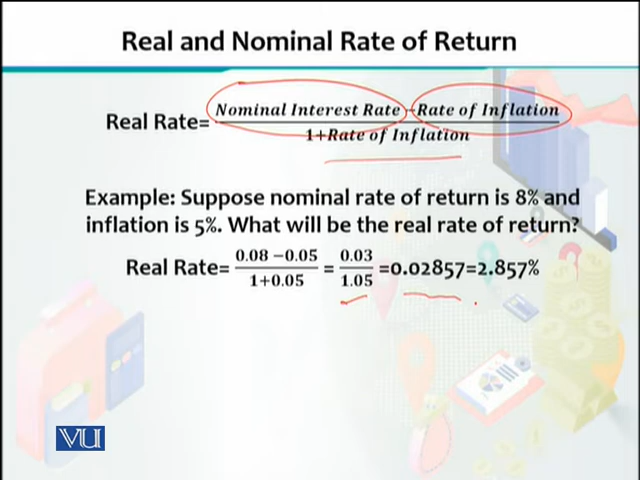 Real and Nominal Rate of Return
Real Rate= Nominal Interest Rate -Rate of Inflation
1+Rate of Inflation
Example: Suppose nominal rate of return is 8% and
inflation is 5%. What will be the real rate of return?
Real Rate= 0.08 −0.05 / 1+0.05 = 0.03 / 1.05 =0.02857=2.857%
VU